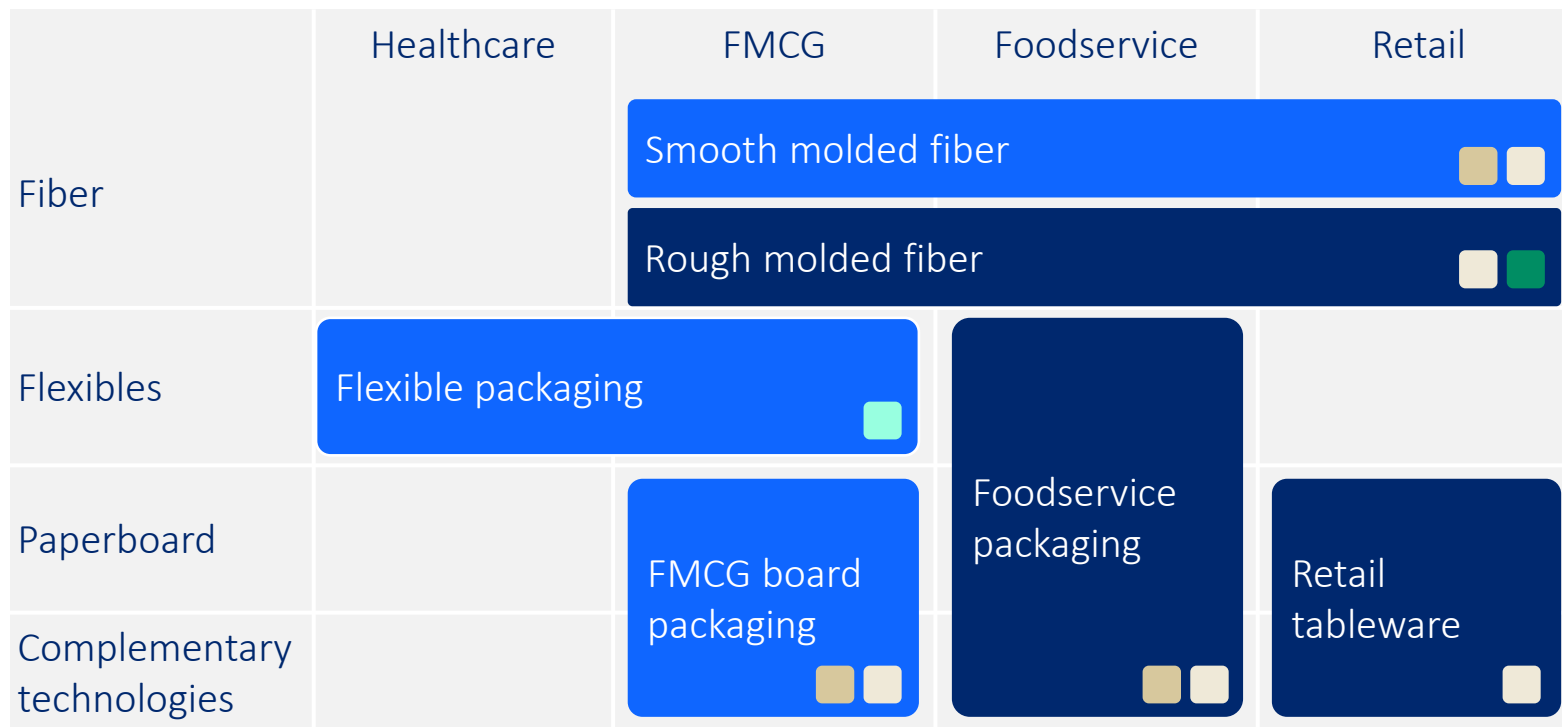 Healthcare
FMCG
Foodservice
Retail
Fiber
Smooth molded fiber
Rough molded fiber
Flexibles
Flexible packaging
Paperboard
FMCG board
packaging
Foodservice
packaging
Retail
tableware
Complementary
technologies